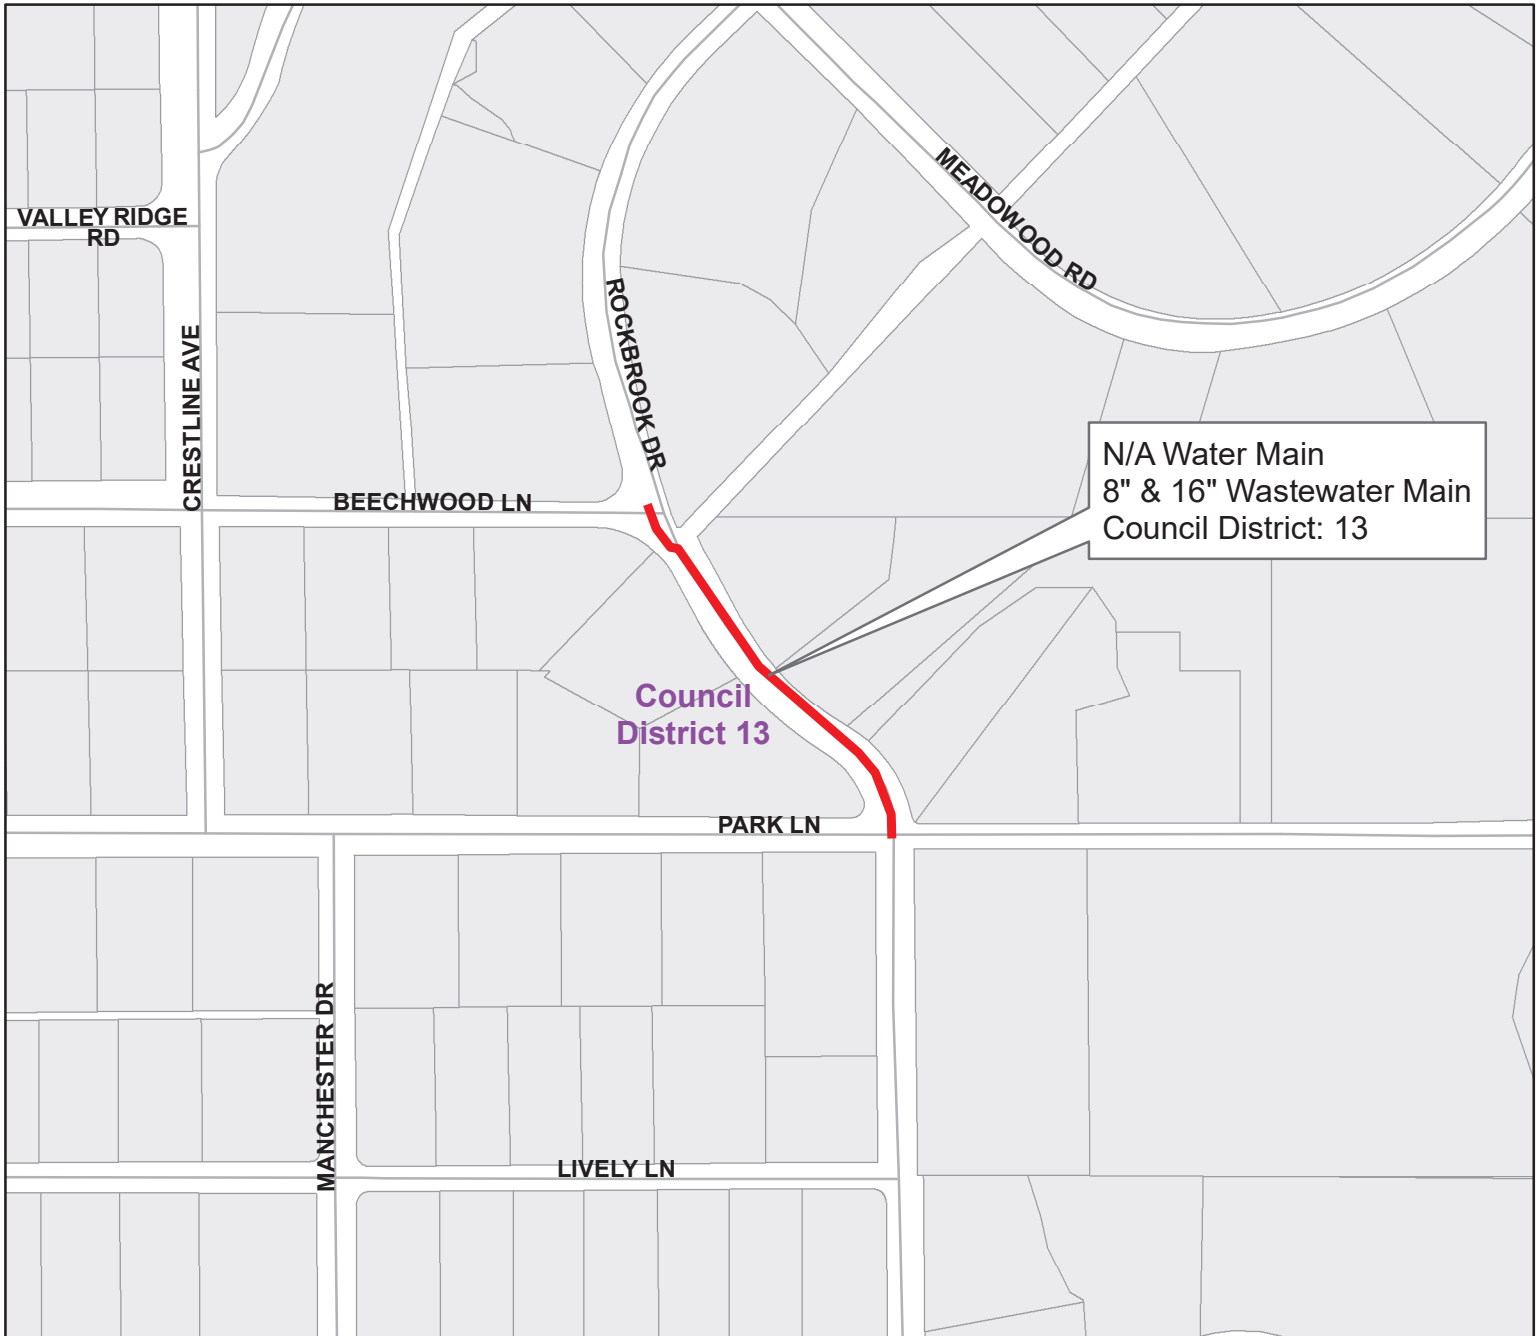 MEADOWOOD RD
VALLEY RIDGE
RD
ROCKBROOK DR
CRESTLINE AVE
N/A Water Main
8" & 16" Wastewater Main
Council District: 13
BEECHWOOD LN
Council
District 13
PARK LN
MANCHESTER DR
LIVELY LN